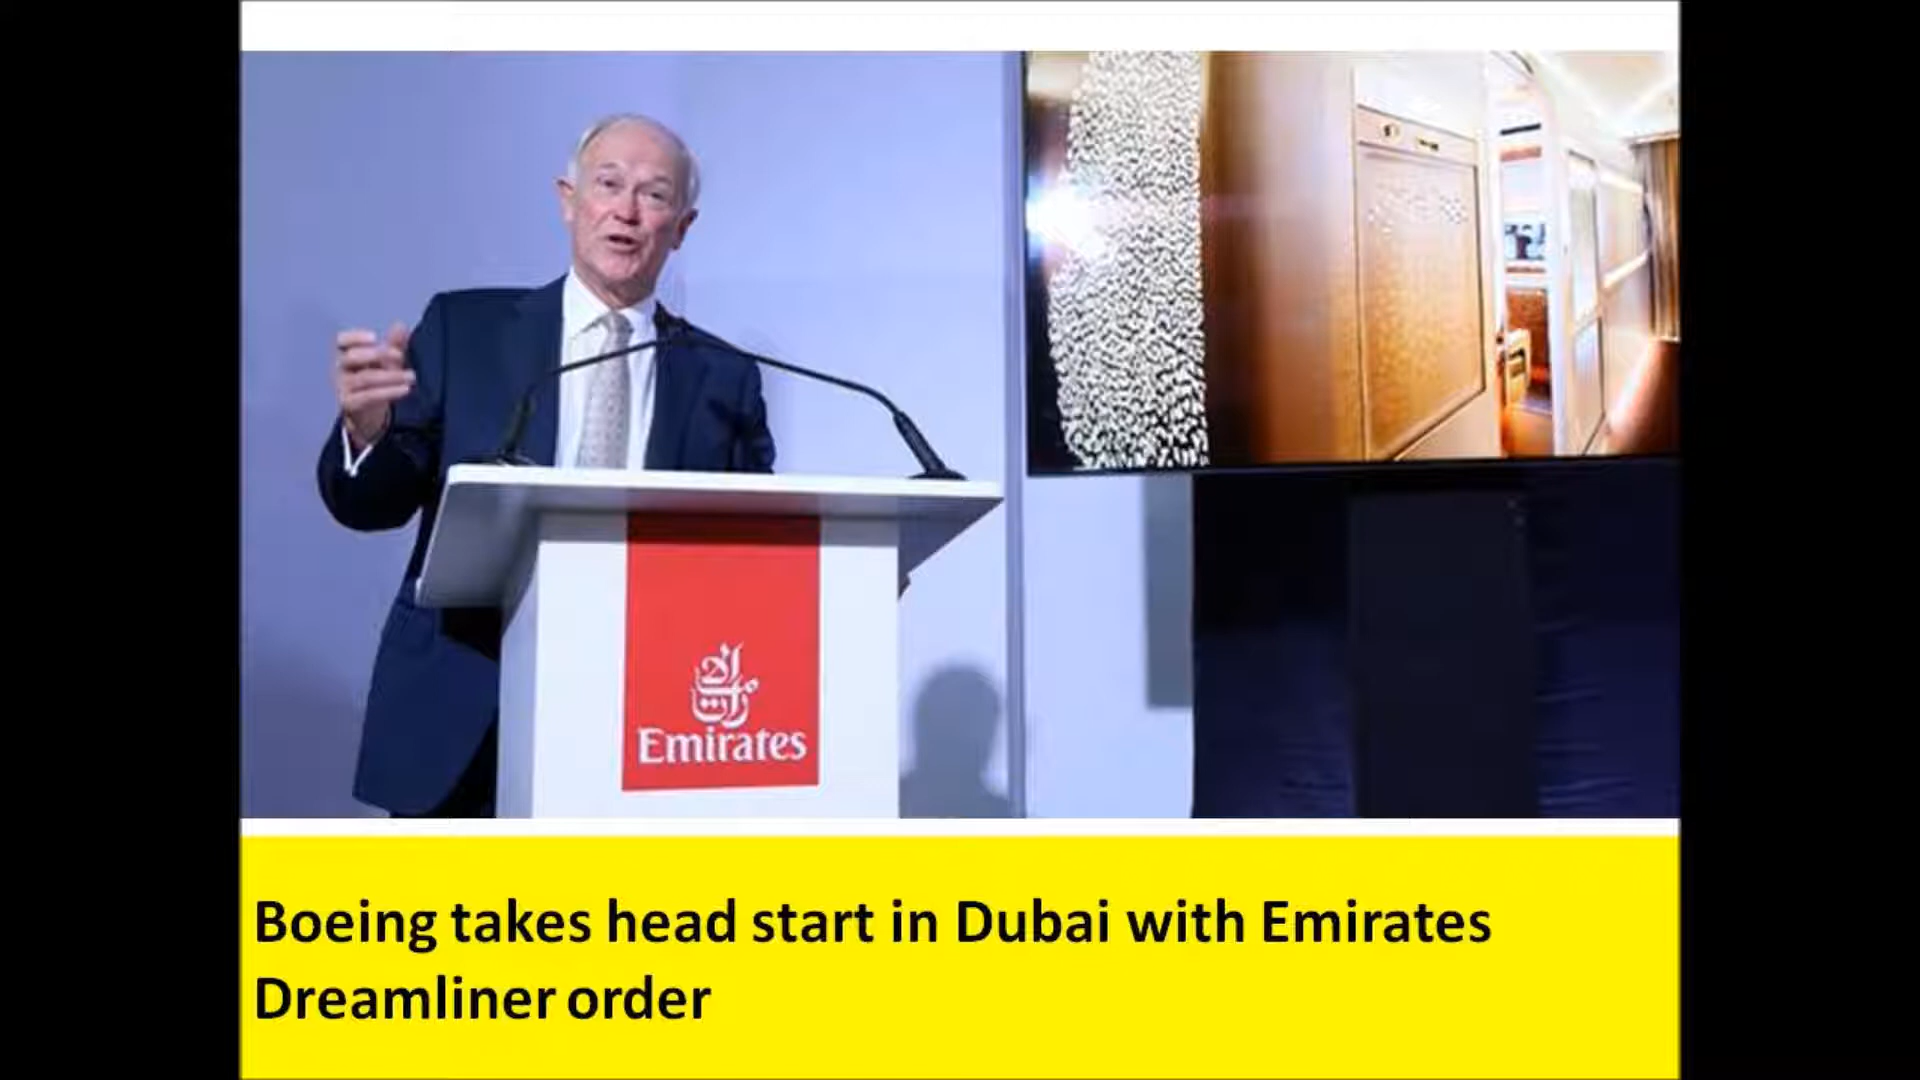 الإمارات
Emirates
Boeing takes head start in Dubai with Emirates
Dreamliner order